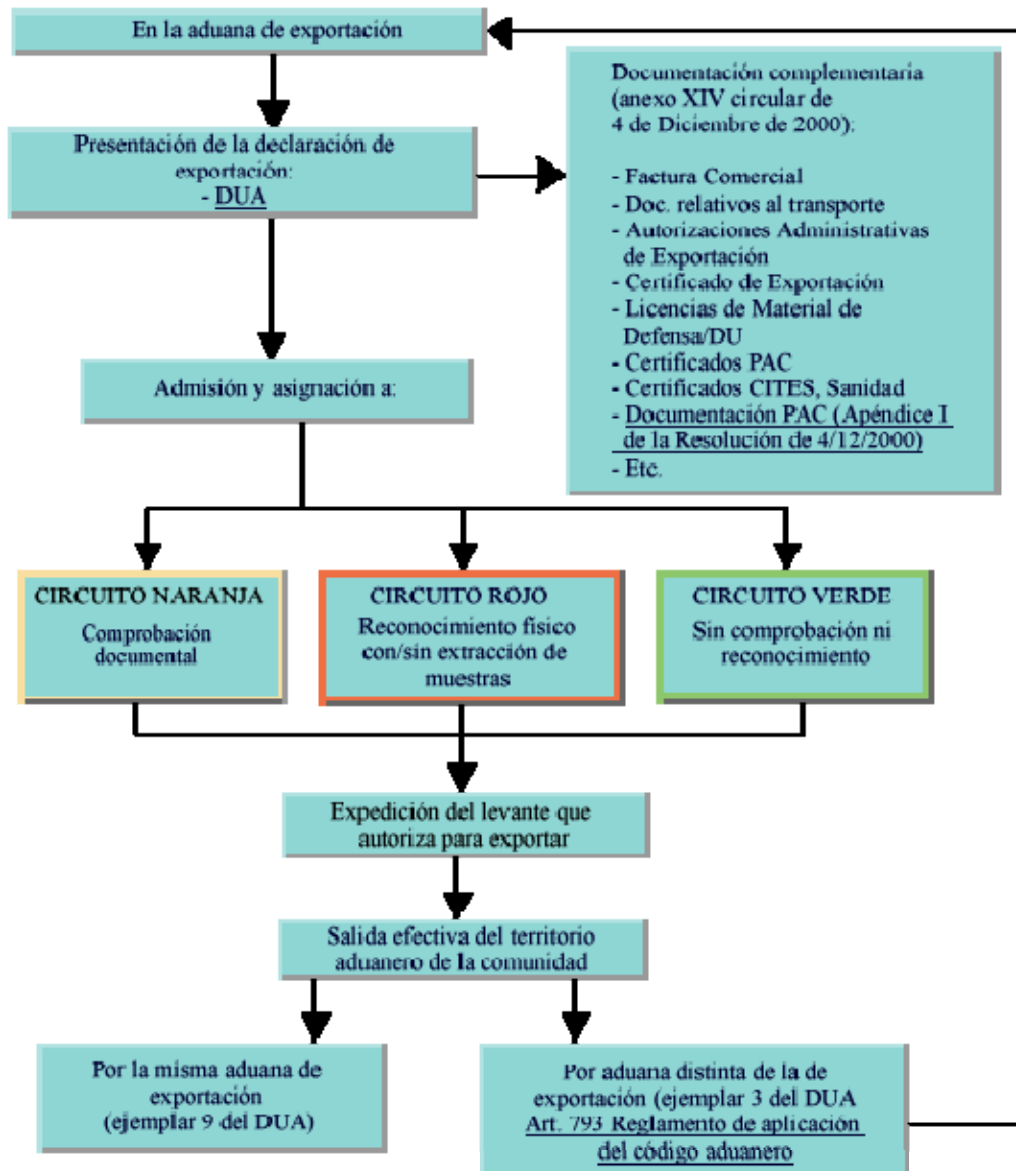 En la aduana de exportación
Presentación de la declaración de
exportación:
- DUA
Documentación complementaria
(anexo XIV circular de
4 de Diciembre de 2000):
- Factura Comercial
- Doc. relativos al transporte
- Autorizaciones Administrativas
de Exportación
- Certificado de Exportación
- Licencias de Material de
Defensa/DU
- Certificados PAC
- Certificados CITES, Sanidad
- Documentación PAC (Apéndice I
de la Resolución de 4/12/2000)
- Etc.
Admisión y asignación a:
CIRCUITO NARANJA
Comprobación
documental
CIRCUITO ROJO
Reconocimiento físico
con/sin extracción de
muestras
CIRCUITO VERDE
Sin comprobación ni
reconocimiento
Expedición del levante que
autoriza para exportar
Salida efectiva del territorio
aduanero de la comunidad
Por la misma aduana de
exportación
(ejemplar 9 del DUA)
Por aduana distinta de la de
exportación (ejemplar 3 del DUA
Art. 793 Reglamento de aplicación
del código aduanero